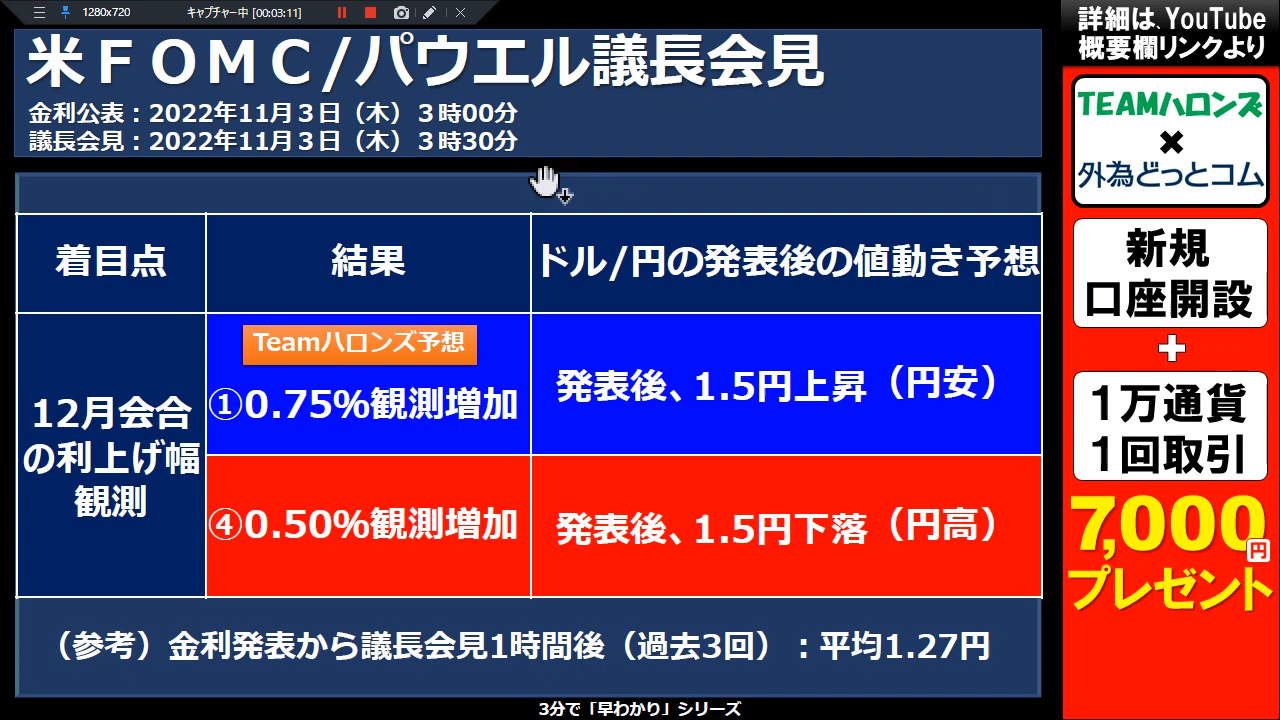 1280x720
キャプチャー中 [00:03:11]
米ＦＯＭＣ/パウエル議長会見
金利公表：2022年11月３日（木）３時00分
議長会見：2022年11月３日（木）３時30分
着目点
結果
ドル/円の発表後の値動き予想
12月会合
の利上げ幅
観測
Teamハロンズ予想
①0.75%観測増加
発表後、1.5円上昇（円安）
④0.50%観測増加
発表後、1.5円下落（円高）
（参考）金利発表から議長会見1時間後（過去3回）：平均1.27円
3分で「早わかり」シリーズ
詳細は、YouTube
概要欄リンクより
TEAMハロンズ
×
外為どっとコム
新規
口座開設
+
1万通貨
1回取引
7,000円
プレゼント